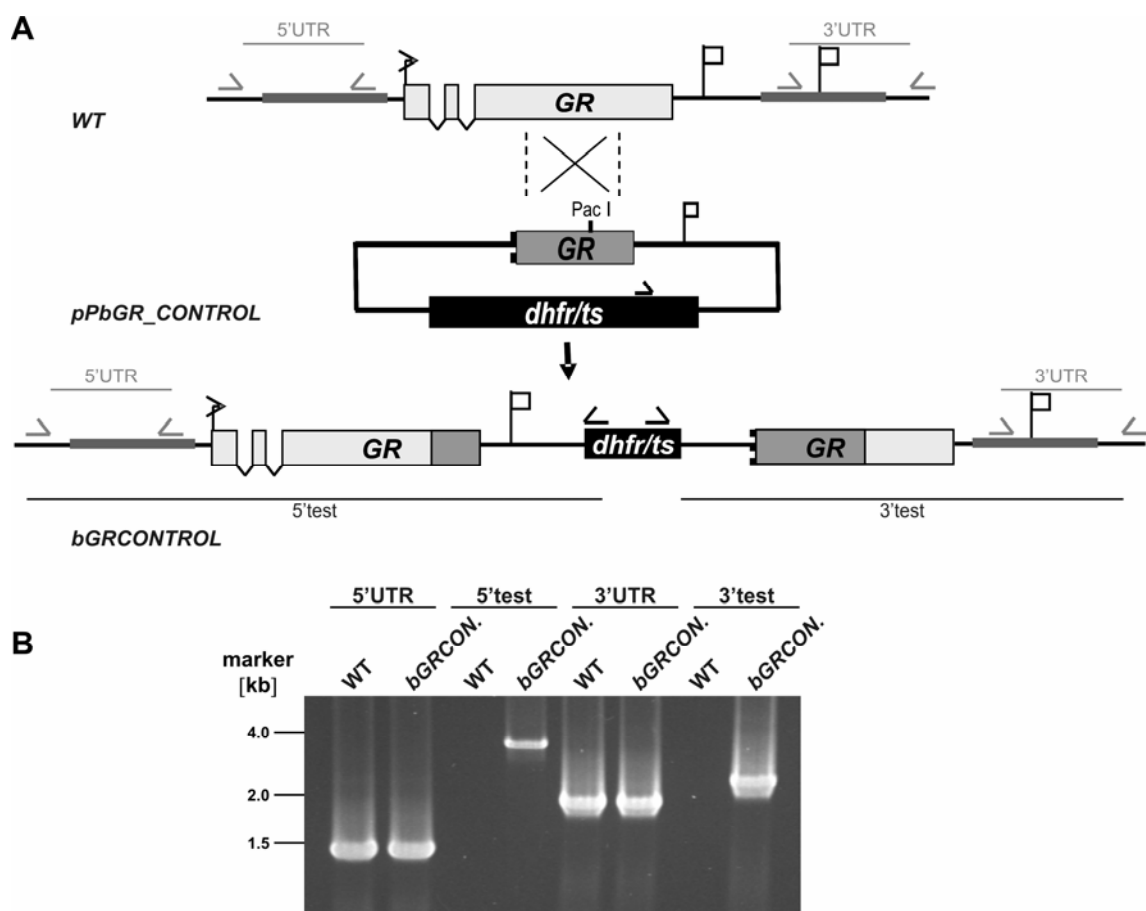 A
5'UTR
3'UTR
GR
WT
Pac I
GR
pPbGR_CONTROL
dhfr/ts
5'UTR
3'UTR
GR
dhfr/ts
GR
5'test
3'test
bGRCONTROL
5'UTR 5'test 3'UTR 3'test
B
marker
[kb]
WT bGRCON. WT bGRCON. WT bGRCON. WT bGRCON.
4.0
2.0
1.5